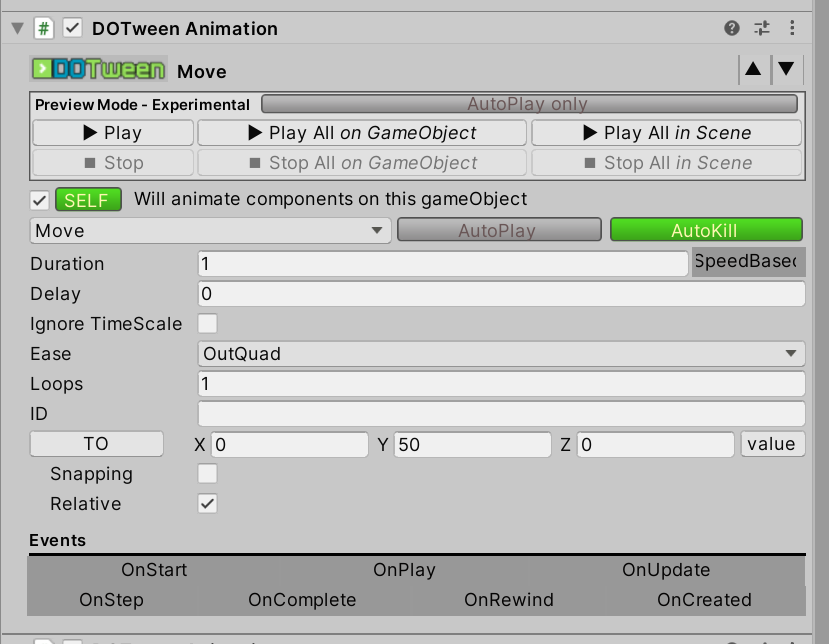 # DOTween Animation
DOTween Move
Preview Mode - Experimental AutoPlay only
Play Play All on GameObject Play All in Scene
Stop Stop All on GameObject Stop All in Scene
SELF Will animate components on this gameObject
Move AutoPlay AutoKill
Duration 1 SpeedBased
Delay 0
Ignore TimeScale
Ease OutQuad
Loops 1
ID
TO X 0 Y 50 Z 0 value
Snapping
Relative
Events
OnStart OnPlay OnUpdate
OnStep OnComplete OnRewind OnCreated